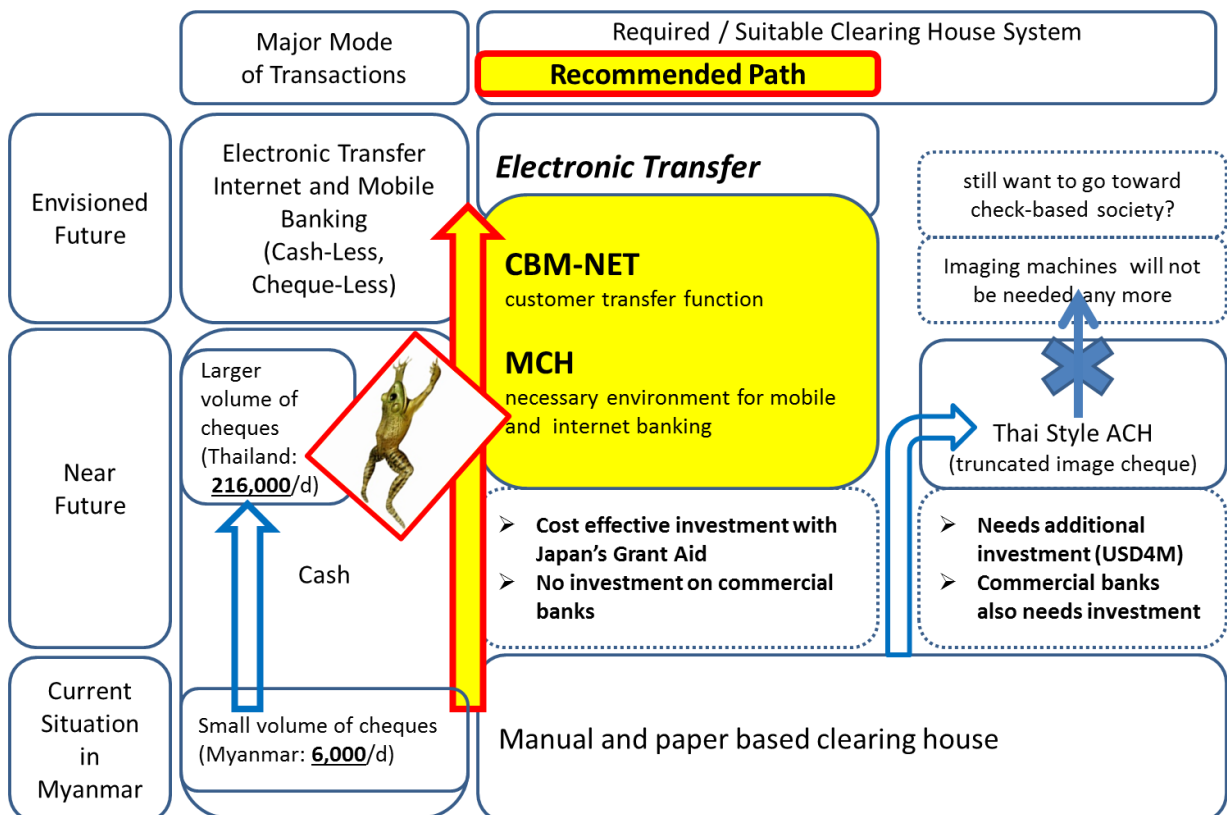 Major Mode
of Transactions
Required / Suitable Clearing House System
Recommended Path
Envisioned
Future
Electronic Transfer
Internet and Mobile
Banking
(Cash-Less,
Cheque-Less)
Electronic Transfer
CBM-NET
customer transfer function
MCH
necessary environment for mobile
and internet banking
still want to go toward
check-based society?
Imaging machines will not
be needed any more
Near
Future
Larger
volume of
cheques
(Thailand:
216,000/d)
Cash
➢ Cost effective investment with
Japan's Grant Aid
➢ No investment on commercial
banks
Thai Style ACH
(truncated image cheque)
➢ Needs additional
investment (USD4M)
➢ Commercial banks
also needs investment
Current
Situation
in
Myanmar
Small volume of cheques
(Myanmar: 6,000/d)
Manual and paper based clearing house